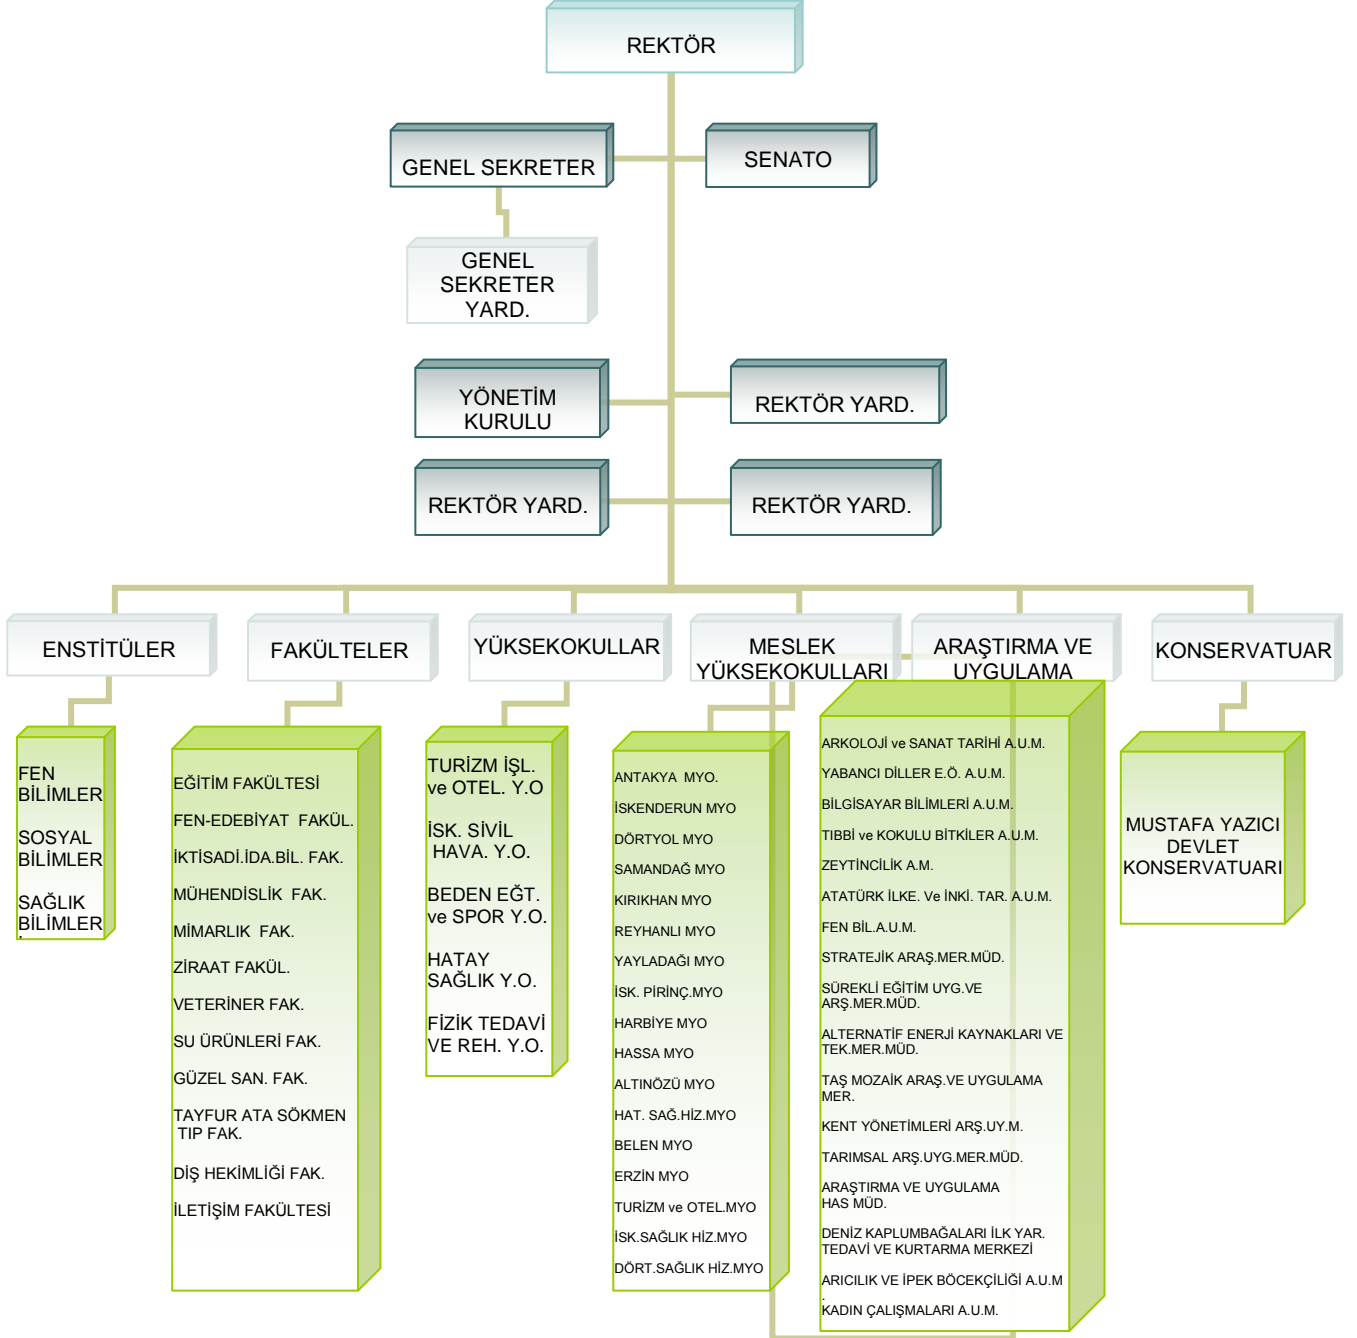 REKTÖR
GENEL SEKRETER
SENATO
GENEL
SEKRETER
YARD.
YÖNETİM
KURULU
REKTÖR YARD.
REKTÖR YARD.
REKTÖR YARD.
ENSTİTÜLER
FAKÜLTELER
YÜKSEKOKULLAR
MESLEK
YÜKSEKOKULLARI
ARAŞTIRMA VE
UYGULAMA
KONSERVATUAR
FEN
BİLİMLER
SOSYAL
BİLİMLER
SAĞLIK
BİLİMLER
EĞİTİM FAKÜLTESİ
FEN-EDEBİYAT FAKÜL.
İKTİSADİ.İDA.BİL. FAK.
MÜHENDİSLİK FAK.
MİMARLIK FAK.
ZİRAAT FAKÜL.
VETERİNER FAK.
SU ÜRÜNLERİ FAK.
GÜZEL SAN. FAK.
TAYFUR ATA SÖKMEN
TIP FAK.
DİŞ HEKİMLİĞİ FAK.
İLETİŞİM FAKÜLTESİ
TURİZM İŞL.
ve OTEL. Y.O
İSK. SİVİL
HAVA. Y.O.
BEDEN EĞT.
ve SPOR Y.O.
HATAY
SAĞLIK Y.O.
FİZİK TEDAVİ
VE REH. Y.O.
ANTAKYA MYO.
İSKENDERUN MYO
DÖRTYOL MYO
SAMANDAĞ MYO
KIRIKHAN MYO
REYHANLI MYO
YAYLADAĞI MYO
İSK. PİRİNÇ.MYO
HARBİYE MYO
HASSA MYO
ALTINÖZÜ MYO
HAT. SAĞ.HİZ.MYO
BELEN MYO
ERZİN MYO
TURİZM ve OTEL.MYO
İSK.SAĞLIK HİZ.MYO
DÖRT.SAĞLIK HİZ.MYO
ARKOLOJİ ve SANAT TARİHİ A.U.M.
YABANCI DİLLER E.Ö. A.U.M.
BİLGİSAYAR BİLİMLERİ A.U.M.
TIBBİ ve KOKULU BİTKİLER A.U.M.
ZEYTİNCİLİK A.M.
ATATÜRK İLKE. Ve İNKİ. TAR. A.U.M.
FEN BİL.A.U.M.
STRATEJİK ARAŞ.MER.MÜD.
SÜREKLİ EĞİTİM UYG.VE
ARŞ.MER.MÜD.
ALTERNATİF ENERJİ KAYNAKLARI VE
TEK.MER.MÜD.
TAŞ MOZAİK ARAŞ.VE UYGULAMA
MER.
KENT YÖNETİMLERİ ARŞ.UY.M.
TARIMSAL ARŞ.UYG.MER.MÜD.
ARAŞTIRMA VE UYGULAMA
HAS MÜD.
DENİZ KAPLUMBAĞALARI İLK YAR.
TEDAVİ VE KURTARMA MERKEZİ
ARICILIK VE İPEK BÖCEKÇİLİĞİ A.U.M
.
KADIN ÇALIŞMALARI A.U.M.
MUSTAFA YAZICI
DEVLET
KONSERVATUARI